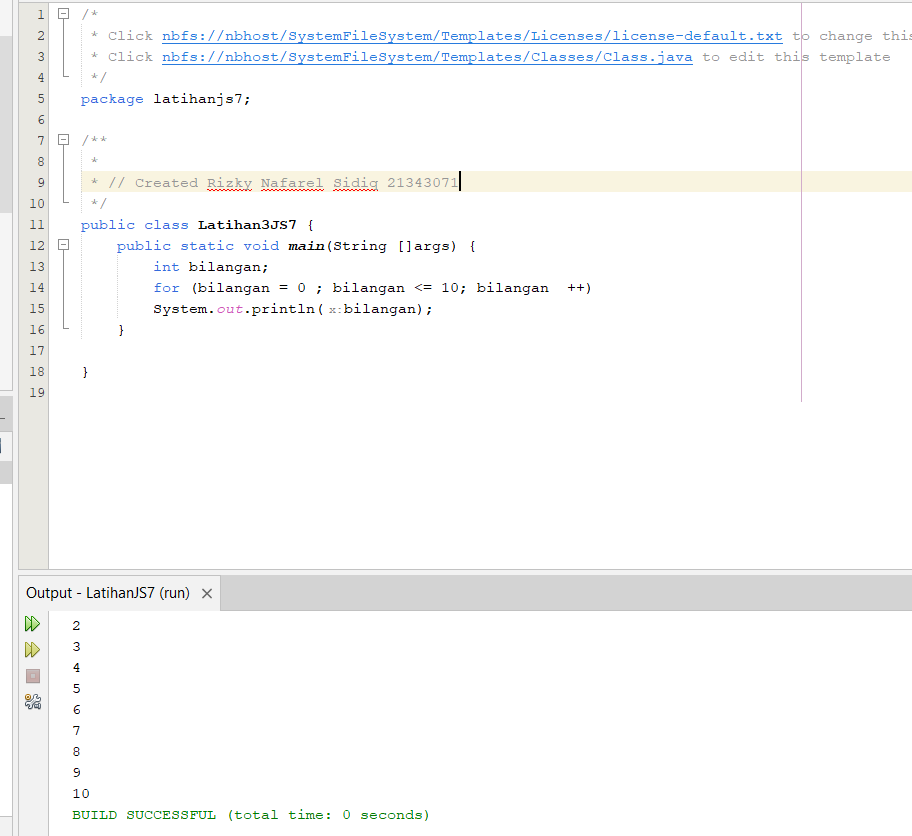 1 /*
2 * Click nbfs://nbhost/SystemFileSystem/Templates/Licenses/license-default.txt to change this
3 * Click nbfs://nbhost/SystemFileSystem/Templates/Classes/Class.java to edit this template
4 */
5 package latihanjs7;
6
7 /**
8 *
9 * // Created Rizky Nafarel Sidiq 21343071
10 */
11 public class Latihan3JS7 {
12 public static void main(String []args) {
13 int bilangan;
14 for (bilangan = 0 ; bilangan <= 10; bilangan  ++)
15 System.out.println( x:bilangan);
16 }
17
18 }
19
Output - LatihanJS7 (run)
2
3
4
5
6
7
8
9
10
BUILD SUCCESSFUL (total time: 0 seconds)